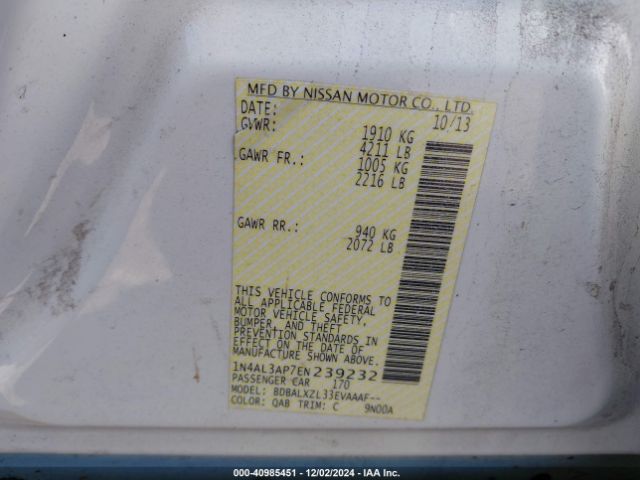 MFD BY NISSAN MOTOR CO., LTD.
DATE: 10/13
GVWR: 1910 KG
4211 LB
GAWR FR.: 1005 KG
2216 LB
GAWR RR.: 940 KG
2072 LB
THIS VEHICLE CONFORMS TO
ALL APPLICABLE FEDERAL
MOTOR VEHICLE SAFETY,
BUMPER, AND THEFT
PREVENTION STANDARDS IN
EFFECT ON THE DATE OF
MANUFACTURE SHOWN ABOVE.
1N4AL3AP7EN 239232
PASSENGER CAR 170
MODEL: BDBALXZL33EVAAAF--
COLOR: QAB TRIM: C 9N00A
000-40985451 - 12/02/2024 - IAA Inc.